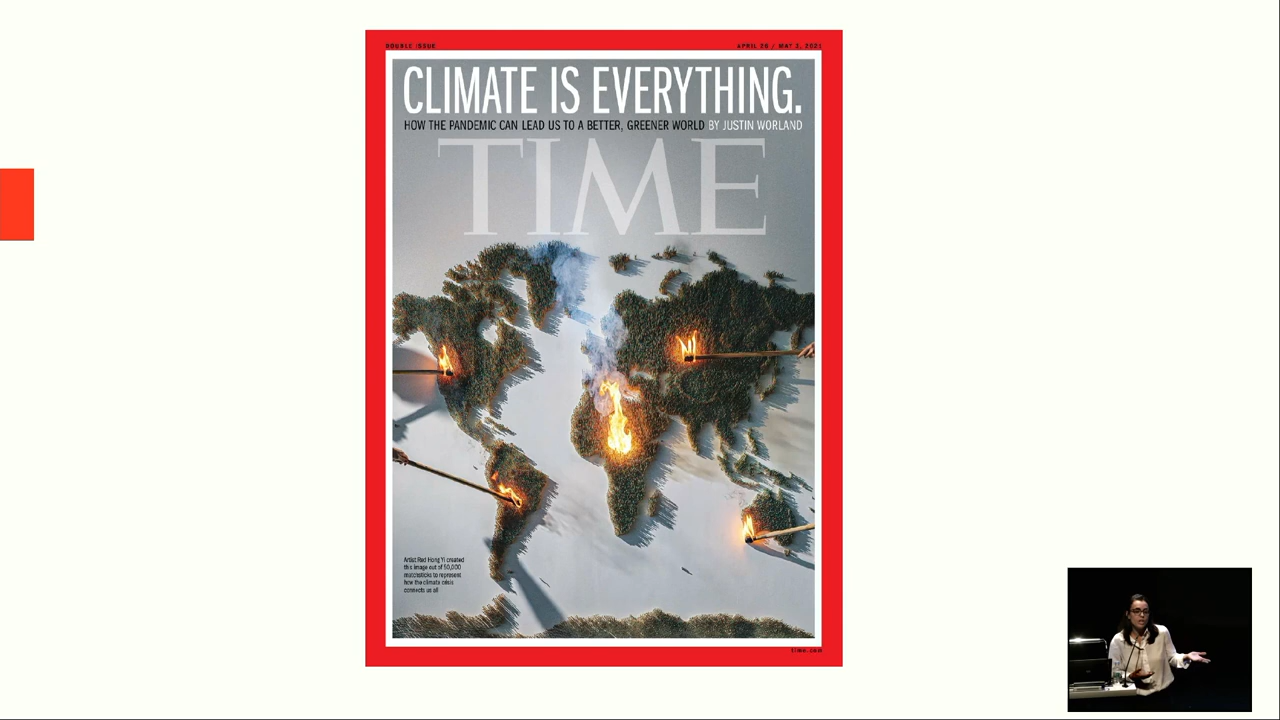 DOUBLE ISSUE
APRIL 26 / MAY 3, 2021
CLIMATE IS EVERYTHING.
HOW THE PANDEMIC CAN LEAD US TO A BETTER, GREENER WORLD BY JUSTIN WORLAND
TIME
Artist Red Hong Yi created
this image out of 50,000
matchsticks to represent
how the climate crisis
connects us all
time.com